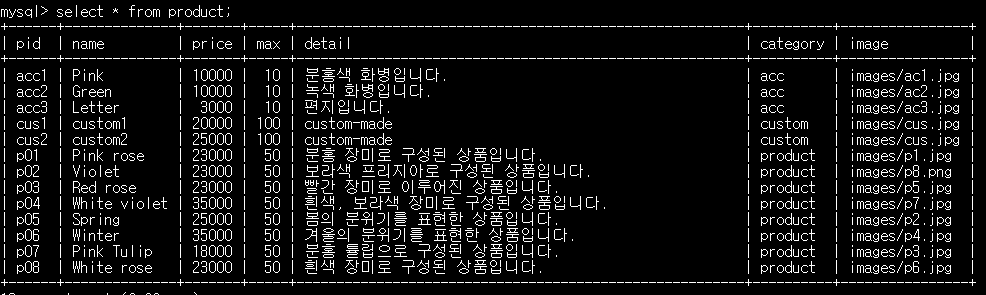 mysql> select * from product;
| pid | name | price | max | detail | category | image |
| acc1 | Pink | 10000 | 10 | 분홍색 화병입니다. | acc | images/ac1.jpg |
| acc2 | Green | 10000 | 10 | 녹색 화병입니다. | acc | images/ac2.jpg |
| acc3 | Letter | 3000 | 10 | 편지입니다. | acc | images/ac3.jpg |
| cus1 | custom1 | 20000 | 100 | custom-made | custom | images/cus.jpg |
| cus2 | custom2 | 25000 | 100 | custom-made | custom | images/cus.jpg |
| p01 | Pink rose | 23000 | 50 | 분홍 장미로 구성된 상품입니다. | product | images/p1.jpg |
| p02 | Violet | 23000 | 50 | 보라색 프리지아로 구성된 상품입니다. | product | images/p8.png |
| p03 | Red rose | 23000 | 50 | 빨간 장미로 이루어진 상품입니다. | product | images/p5.jpg |
| p04 | White violet | 35000 | 50 | 흰색, 보라색 장미로 구성된 상품입니다. | product | images/p7.jpg |
| p05 | Spring | 25000 | 50 | 봄의 분위기를 표현한 상품입니다. | product | images/p2.jpg |
| p06 | Winter | 35000 | 50 | 겨울의 분위기를 표현한 상품입니다. | product | images/p4.jpg |
| p07 | Pink Tulip | 18000 | 50 | 분홍 튤립으로 구성된 상품입니다. | product | images/p3.jpg |
| p08 | White rose | 23000 | 50 | 흰색 장미로 구성된 상품입니다. | product | images/p6.jpg |